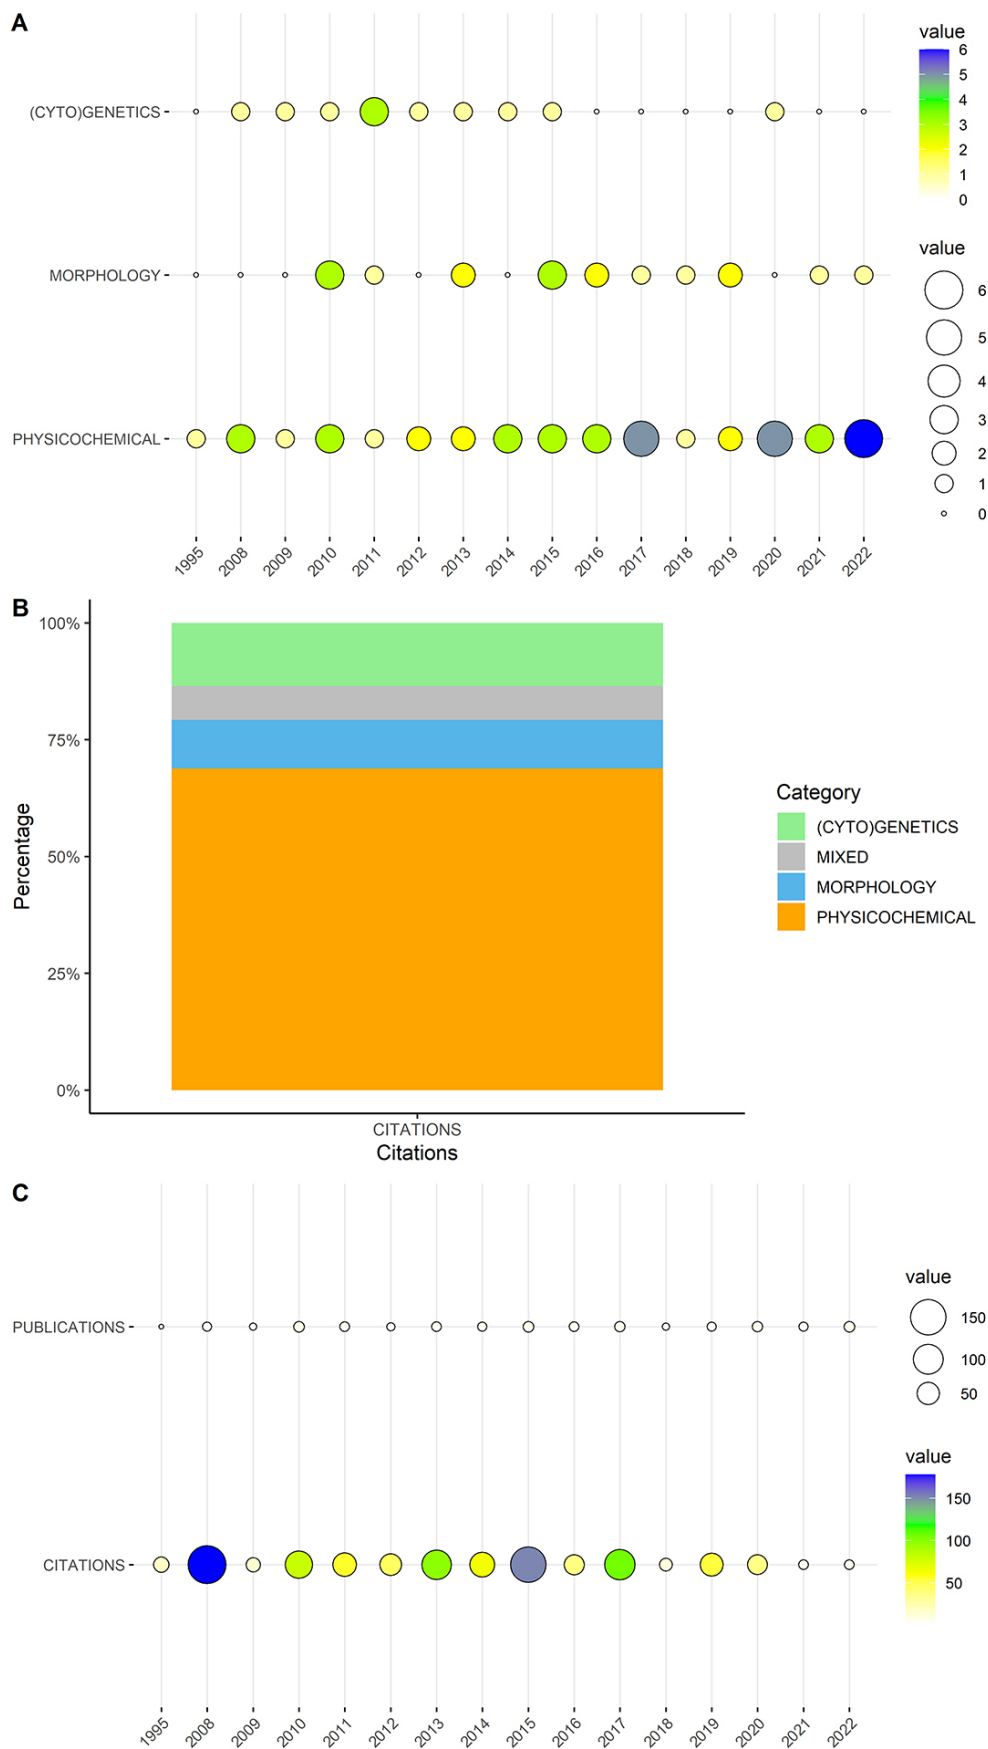 A
value
6
5
4
3
2
1
0
(CYTO)GENETICS
MORPHOLOGY
PHYSICOCHEMICAL
value
6
5
4
3
2
1
0
1995 2008 2009 2010 2011 2012 2013 2014 2015 2016 2017 2018 2019 2020 2021 2022
B
100%
75%
50%
25%
0%
Percentage
CITATIONS
Citations
Category
(CYTO)GENETICS
MIXED
MORPHOLOGY
PHYSICOCHEMICAL
C
PUBLICATIONS
CITATIONS
value
150
100
50
value
150
100
50
1995 2008 2009 2010 2011 2012 2013 2014 2015 2016 2017 2018 2019 2020 2021 2022